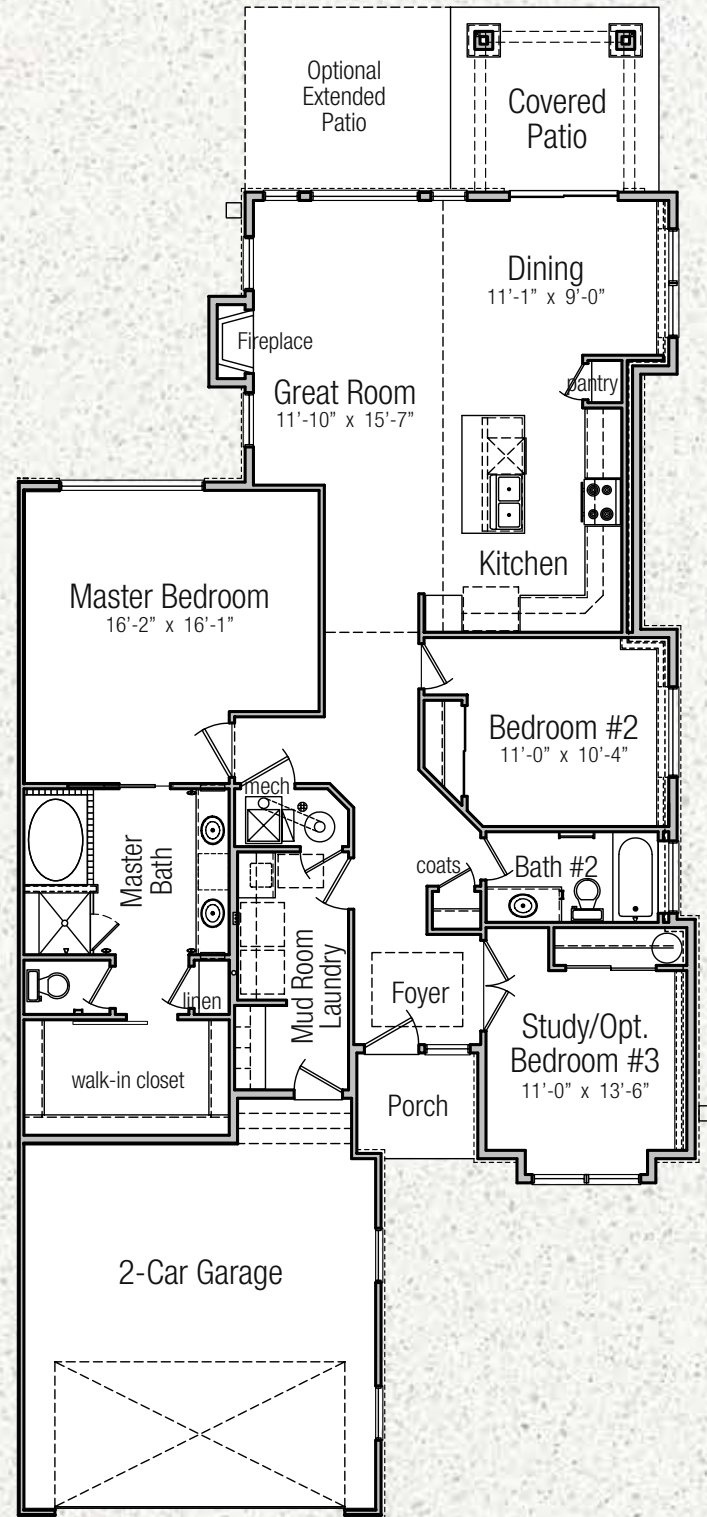 Optional
Extended
Patio
Covered
Patio
Dining
11’-1” x 9’-0”
Fireplace
pantry
Great Room
11’-10” x 15’-7”
Kitchen
Master Bedroom
16’-2” x 16’-1”
Bedroom #2
11’-0” x 10’-4”
mech
Master
Bath
coats
Bath #2
linen
Mud Room
Laundry
Foyer
Study/Opt.
Bedroom #3
11’-0” x 13’-6”
walk-in closet
Porch
2-Car Garage